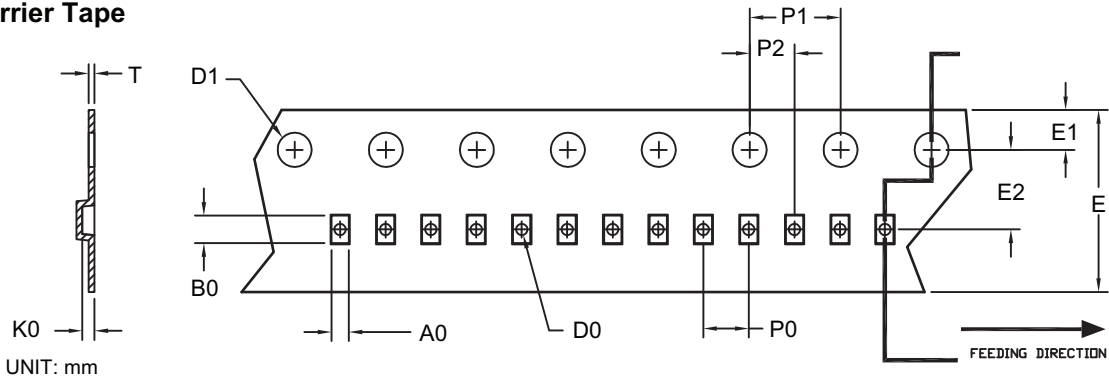 rrier Tape
P1
P2
T
D1
E1
E2
E
B0
K0
A0
D0
P0
FEEDING DIRECTION
UNIT: mm